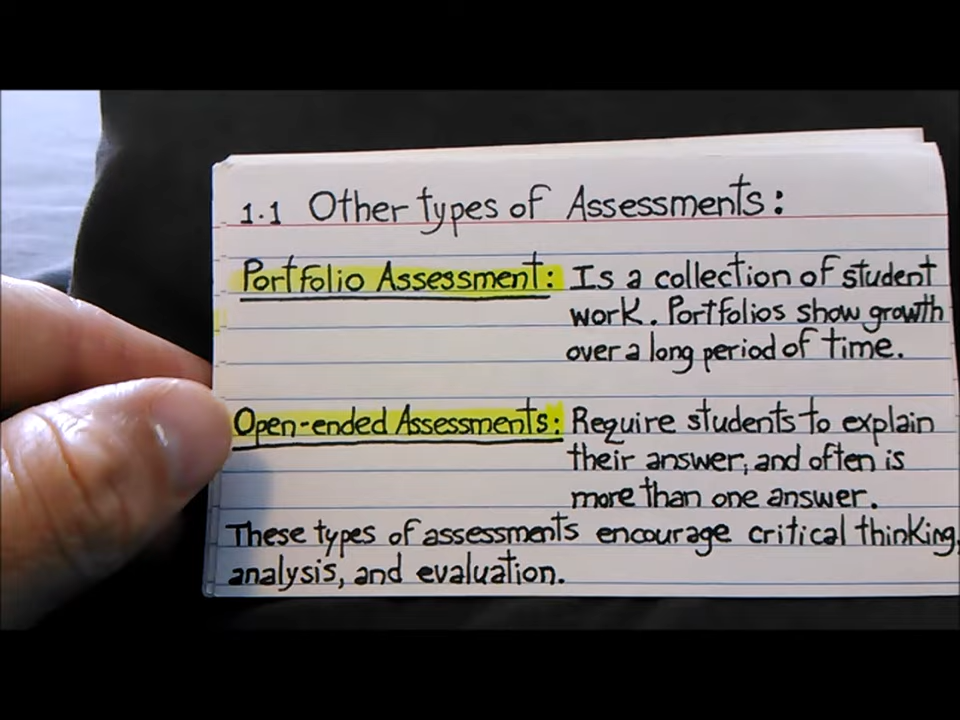 1.1 Other types of Assessments:
Portfolio Assessment: Is a collection of student
work. Portfolios show growth
over a long period of time.
Open-ended Assessments: Require students to explain
their answer, and often is
more than one answer.
These types of assessments encourage critical thinking,
analysis, and evaluation.